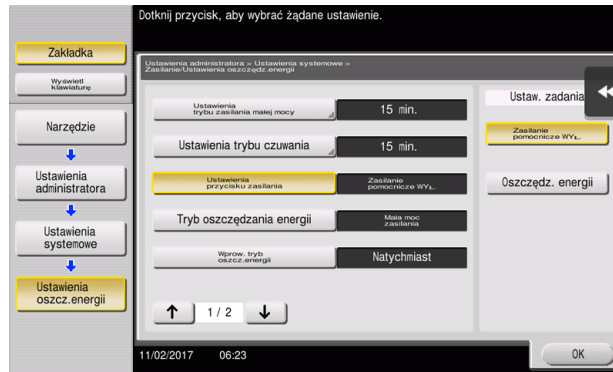 Dotknij przycisk, aby wybrać żądane ustawienie.
Zakładka
Wyświetl
klawiaturę
Narzędzie
Ustawienia
administratora
Ustawienia
systemowe
Ustawienia
oszcz.energii
Ustawienia administratora > Ustawienia systemowe >
Zasilanie/Ustawienia oszczędz.energii
Ustawienia
trybu zasilania małej mocy
15 min.
Ustawienia trybu czuwania
15 min.
Ustawienia
przycisku zasilania
Zasilanie
pomocnicze WYŁ.
Tryb oszczędzania energii
Mała moc
zasilania
Wprow. tryb
oszcz.energii
Natychmiast
1 / 2
Ustaw. zadania
Zasilanie
pomocnicze WYŁ.
Oszczędz. energii
11/02/2017 06:23
OK